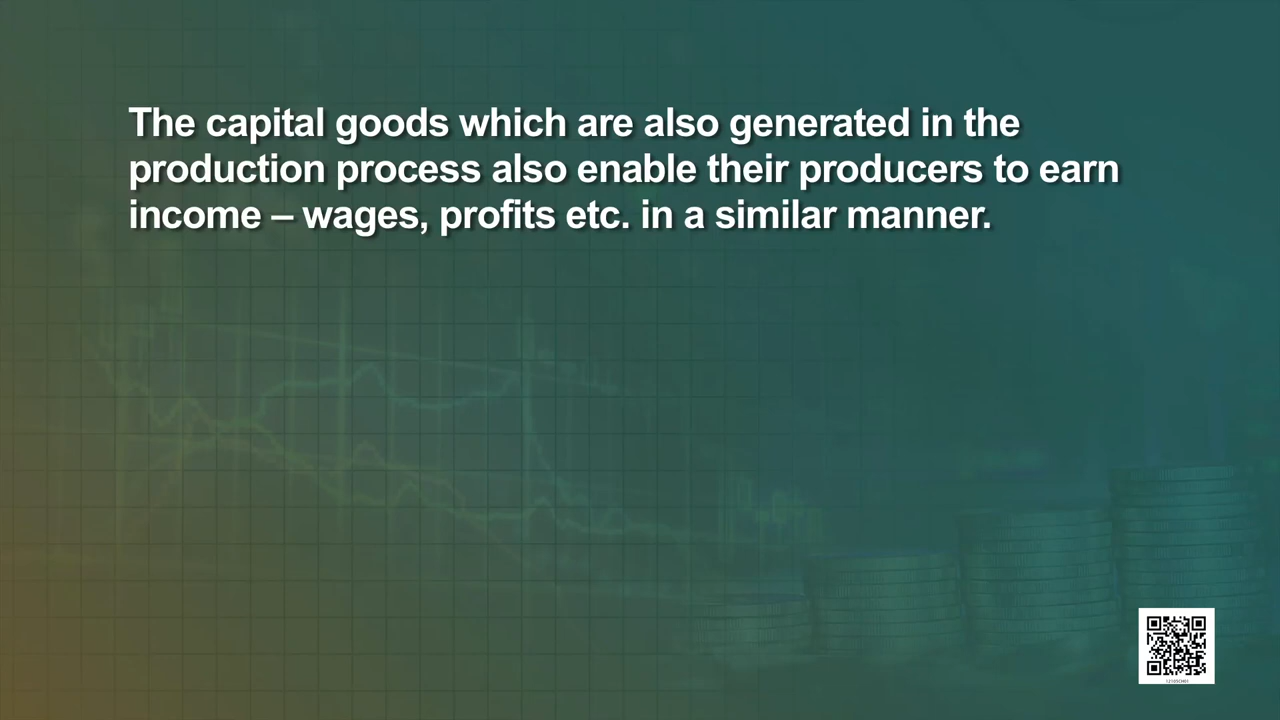 The capital goods which are also generated in the
production process also enable their producers to earn
income – wages, profits etc. in a similar manner.